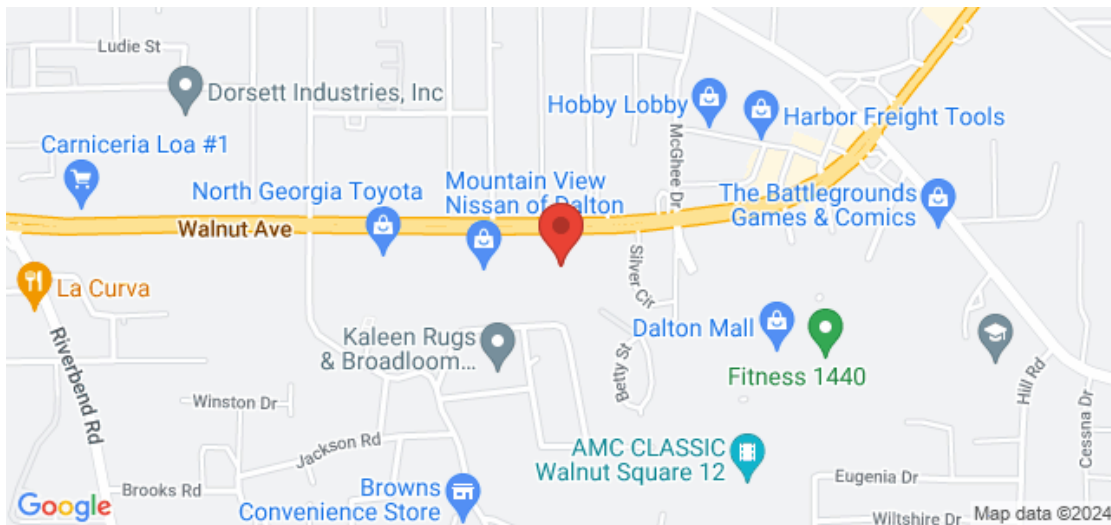 Ludie St
Dorsett Industries, Inc
Hobby Lobby
Harbor Freight Tools
McGhee Dr
Carniceria Loa #1
North Georgia Toyota
Mountain View
Nissan of Dalton
The Battlegrounds
Games & Comics
Walnut Ave
Silver Cir
La Curva
Riverbend Rd
Kaleen Rugs
& Broadloom...
Dalton Mall
Fitness 1440
Betty St
Hill Rd
Cessna Dr
Winston Dr
Jackson Rd
AMC CLASSIC
Walnut Square 12
Eugenia Dr
Brooks Rd
Browns
Convenience Store
Wiltshire Dr
Google
Map data ©2024